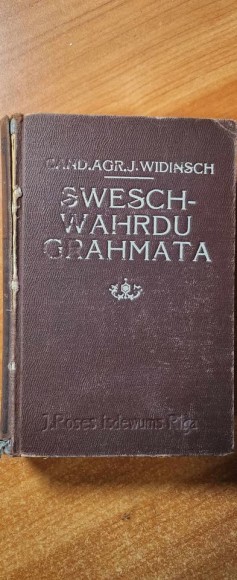 CAND.AGR.J.WIDINSCH
SWESCH-
WAHRDU
GRAHMATA
J.Roses isdewums Riga